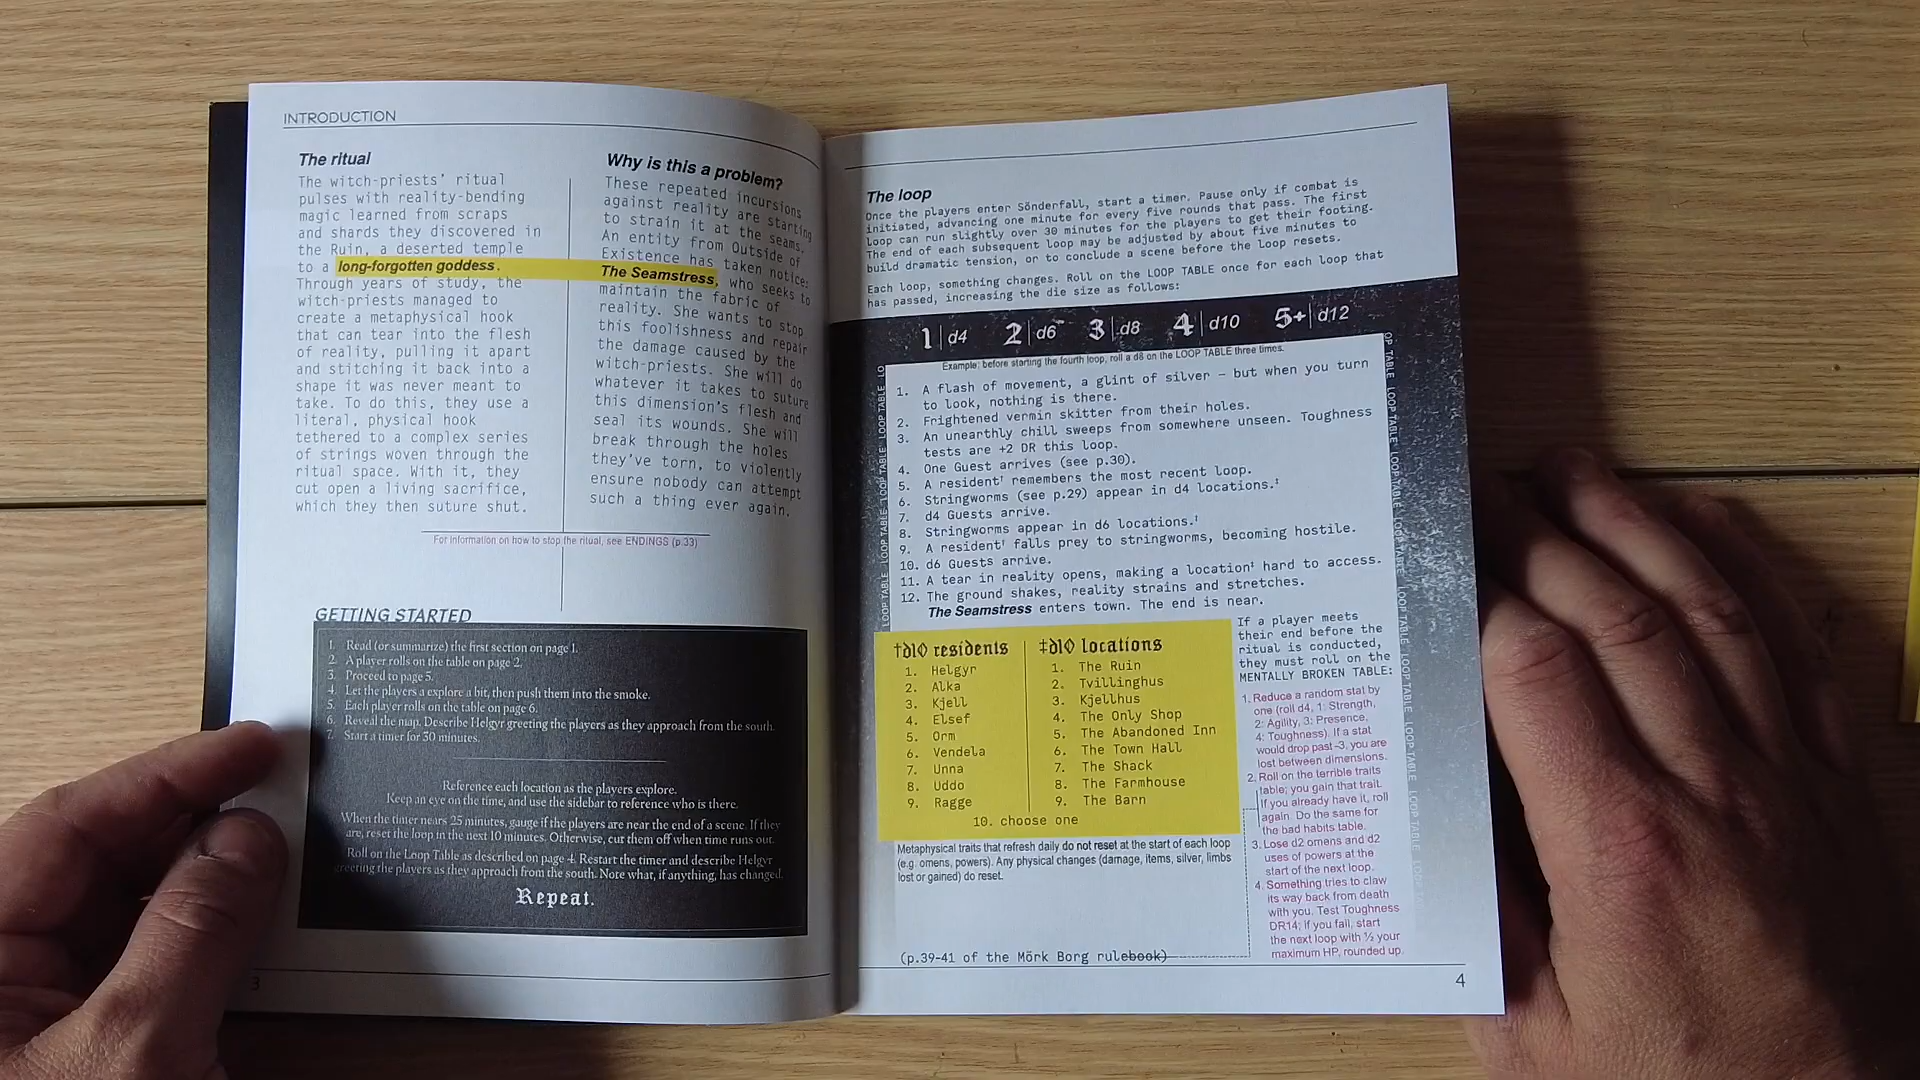 INTRODUCTION
The ritual
The witch-priests' ritual
pulses with reality-bending
magic learned from scraps
and shards they discovered in
the Ruin, a deserted temple
to a long-forgotten goddess.
Through years of study, the
witch-priests managed to
create a metaphysical hook
that can tear into the flesh
of reality, pulling it apart
and stitching it back into a
shape it was never meant to
take. To do this, they use a
literal, physical hook
tethered to a complex series
of strings woven through the
ritual space. With it, they
cut open a living sacrifice,
which they then suture shut.
Why is this a problem?
These repeated incursions
against reality are starting
to strain it at the seams.
An entity from Outside of
Existence has taken notice:
The Seamstress, who seeks to
maintain the fabric of
reality. She wants to stop
this foolishness and repair
the damage caused by the
witch-priests. She will do
whatever it takes to suture
this dimension's flesh and
seal its wounds. She will
break through the holes
they've torn, to violently
ensure nobody can attempt
such a thing ever again.
For information on how to stop the ritual, see ENDINGS (p.33)
GETTING STARTED
1. Read (or summarize) the first section on page 1.
2. A player rolls on the table on page 2.
3. Proceed to page 5.
4. Let the players a explore a bit, then push them into the smoke.
5. Each player rolls on the table on page 6.
6. Reveal the map. Describe Helgyr greeting the players as they approach from the south.
7. Start a timer for 30 minutes.
Reference each location as the players explore.
Keep an eye on the time, and use the sidebar to reference who is there.
When the timer nears 25 minutes, gauge if the players are near the end of a scene. If they
are, reset the loop in the next 10 minutes. Otherwise, cut them off when time runs out.
Roll on the Loop Table as described on page 4. Restart the timer and describe Helgyr
greeting the players as they approach from the south. Note what, if anything, has changed.
Repeat.
3
The loop
Once the players enter Sönderfall, start a timer. Pause only if combat is
initiated, advancing one minute for every five rounds that pass. The first
loop can run slightly over 30 minutes for the players to get their footing.
The end of each subsequent loop may be adjusted by about five minutes to
build dramatic tension, or to conclude a scene before the loop resets.
Each loop, something changes. Roll on the LOOP TABLE once for each loop that
has passed, increasing the die size as follows:
1 | d4 2 | d6 3 | d8 4 | d10 5+ | d12
Example: before starting the fourth loop, roll a d8 on the LOOP TABLE three times.
LOOP TABLE LOOP TABLE LOOP TABLE LOOP TABLE LO
OP TABLE LOOP TABLE LOOP TABLE LOOP TABLE LOOP TABLE LOOP TABLE
1. A flash of movement, a glint of silver – but when you turn
to look, nothing is there.
2. Frightened vermin skitter from their holes.
3. An unearthly chill sweeps from somewhere unseen. Toughness
tests are +2 DR this loop.
4. One Guest arrives (see p.30).
5. A resident† remembers the most recent loop.
6. Stringworms (see p.29) appear in d4 locations.‡
7. d4 Guests arrive.
8. Stringworms appear in d6 locations.‡
9. A resident† falls prey to stringworms, becoming hostile.
10. d6 Guests arrive.
11. A tear in reality opens, making a location‡ hard to access.
12. The ground shakes, reality strains and stretches.
The Seamstress enters town. The end is near.
†d10 residents
1. Helgyr
2. Alka
3. Kjell
4. Elsef
5. Orm
6. Vendela
7. Unna
8. Uddo
9. Ragge
‡d10 locations
1. The Ruin
2. Tvillinghus
3. Kjellhus
4. The Only Shop
5. The Abandoned Inn
6. The Town Hall
7. The Shack
8. The Farmhouse
9. The Barn
10. choose one
Metaphysical traits that refresh daily do not reset at the start of each loop
(e.g. omens, powers). Any physical changes (damage, items, silver, limbs
lost or gained) do reset.
If a player meets
their end before the
ritual is conducted,
they must roll on the
MENTALLY BROKEN TABLE:
1. Reduce a random stat by
one (roll d4, 1: Strength,
2: Agility, 3: Presence,
4: Toughness). If a stat
would drop past -3, you are
lost between dimensions.
2. Roll on the terrible traits
table; you gain that trait.
If you already have it, roll
again. Do the same for
the bad habits table.
3. Lose d2 omens and d2
uses of powers at the
start of the next loop.
4. Something tries to claw
its way back from death
with you. Test Toughness
DR14; if you fail, start
the next loop with ½ your
maximum HP, rounded up.
(p.39-41 of the Mörk Borg rulebook)
4